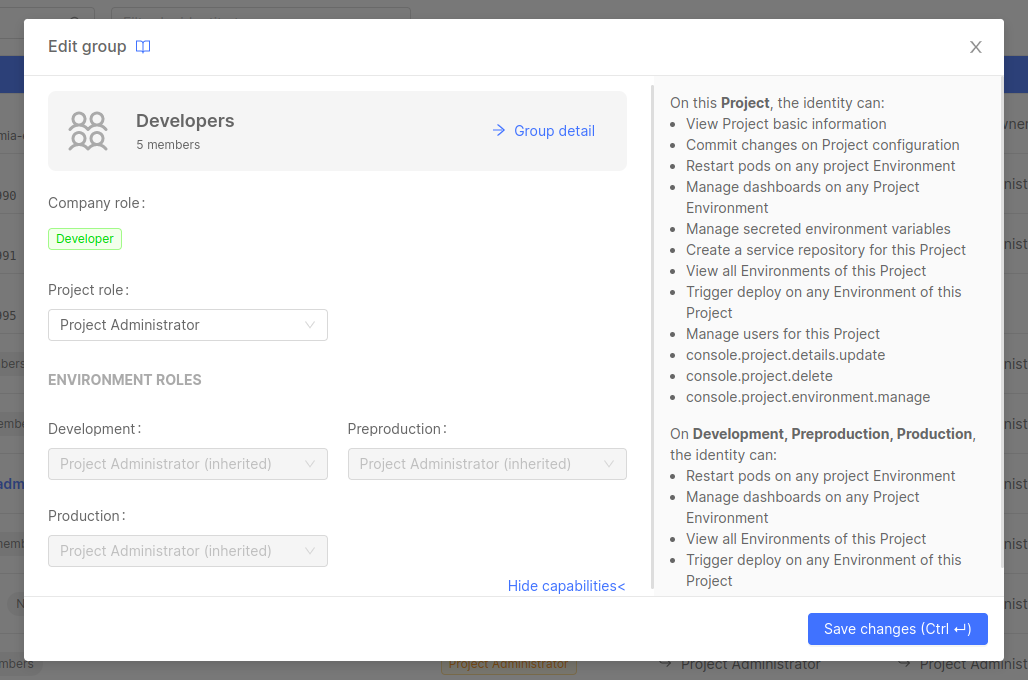 Edit group
Developers
5 members
Group detail
Company role:
Developer
Project role:
Project Administrator
ENVIRONMENT ROLES
Development:
Preproduction:
Project Administrator (inherited)
Project Administrator (inherited)
Production:
Project Administrator (inherited)
Hide capabilities<
On this Project, the identity can:
• View Project basic information
• Commit changes on Project configuration
• Restart pods on any project Environment
• Manage dashboards on any Project
Environment
• Manage secreted environment variables
• Create a service repository for this Project
• View all Environments of this Project
• Trigger deploy on any Environment of this
Project
• Manage users for this Project
• console.project.details.update
• console.project.delete
• console.project.environment.manage
On Development, Preproduction, Production,
the identity can:
• Restart pods on any project Environment
• Manage dashboards on any Project
Environment
• View all Environments of this Project
• Trigger deploy on any Environment of this
Project
Save changes (Ctrl ↵)
Project Administrator
Project Administrator
Project Adminis